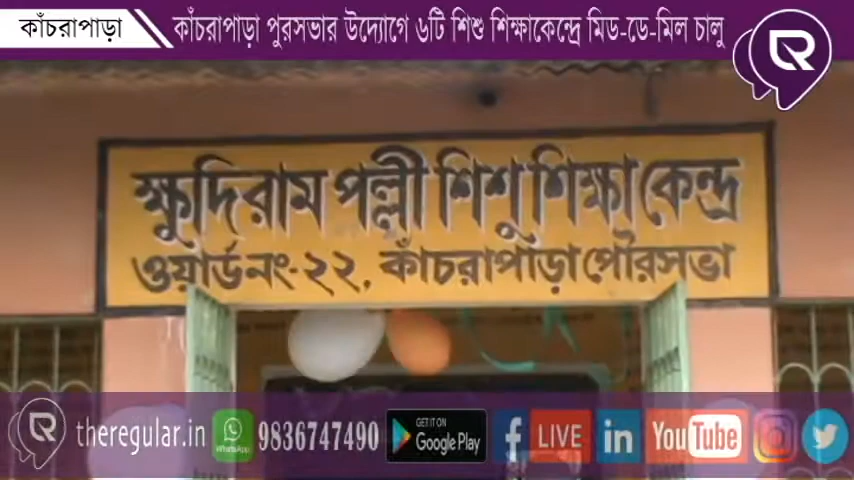 কাঁচরাপাড়া
কাঁচরাপাড়া পুরসভার উদ্যোগে ৬টি শিশু শিক্ষাকেন্দ্রে মিড-ডে-মিল চালু
ক্ষুদিরাম পল্লী শিশু শিক্ষা কেন্দ্র
ওয়ার্ড নং-২২, কাঁচরাপাড়া পৌরসভা
theregular.in WhatsApp 9836747490 GET IT ON Google Play f LIVE in YouTube